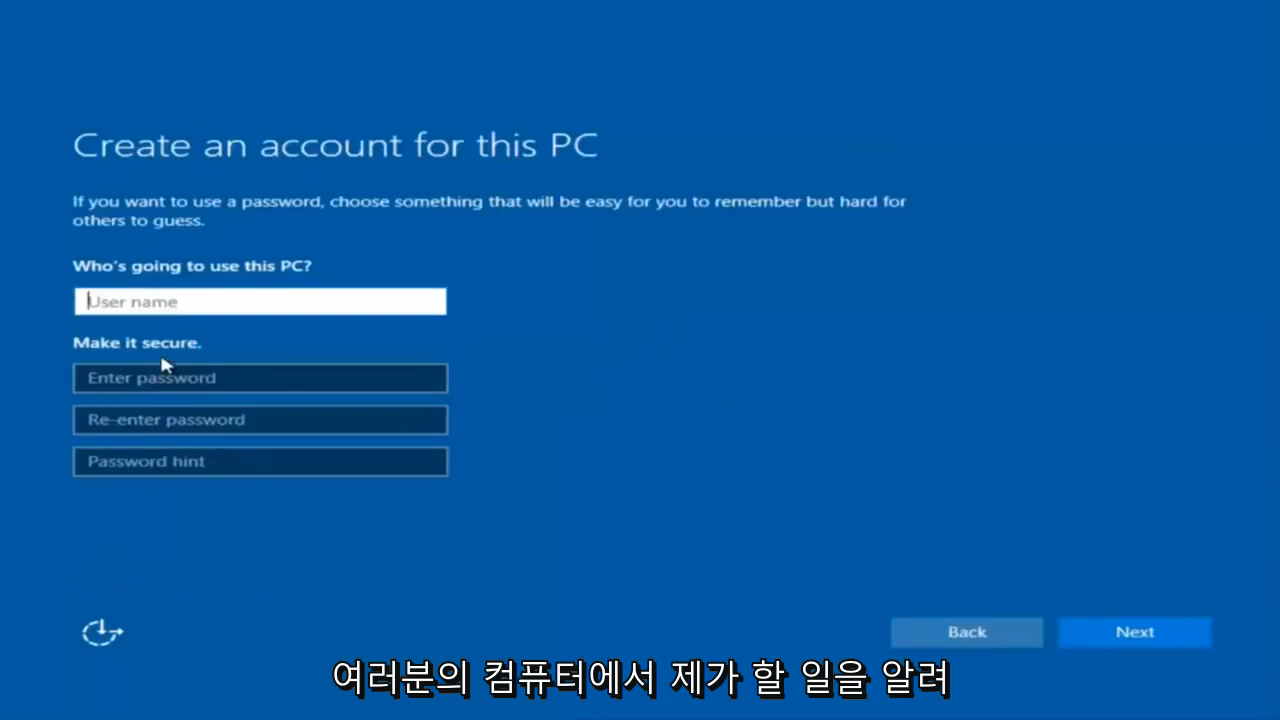 Create an account for this PC
If you want to use a password, choose something that will be easy for you to remember but hard for
others to guess.
Who's going to use this PC?
User name
Make it secure.
Enter password
Re-enter password
Password hint
Back
Next
여러분의 컴퓨터에서 제가 할 일을 알려